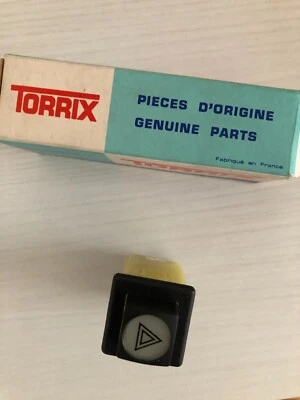 TORRIX
PIECES D'ORIGINE
GENUINE PARTS
Fabriqué en France